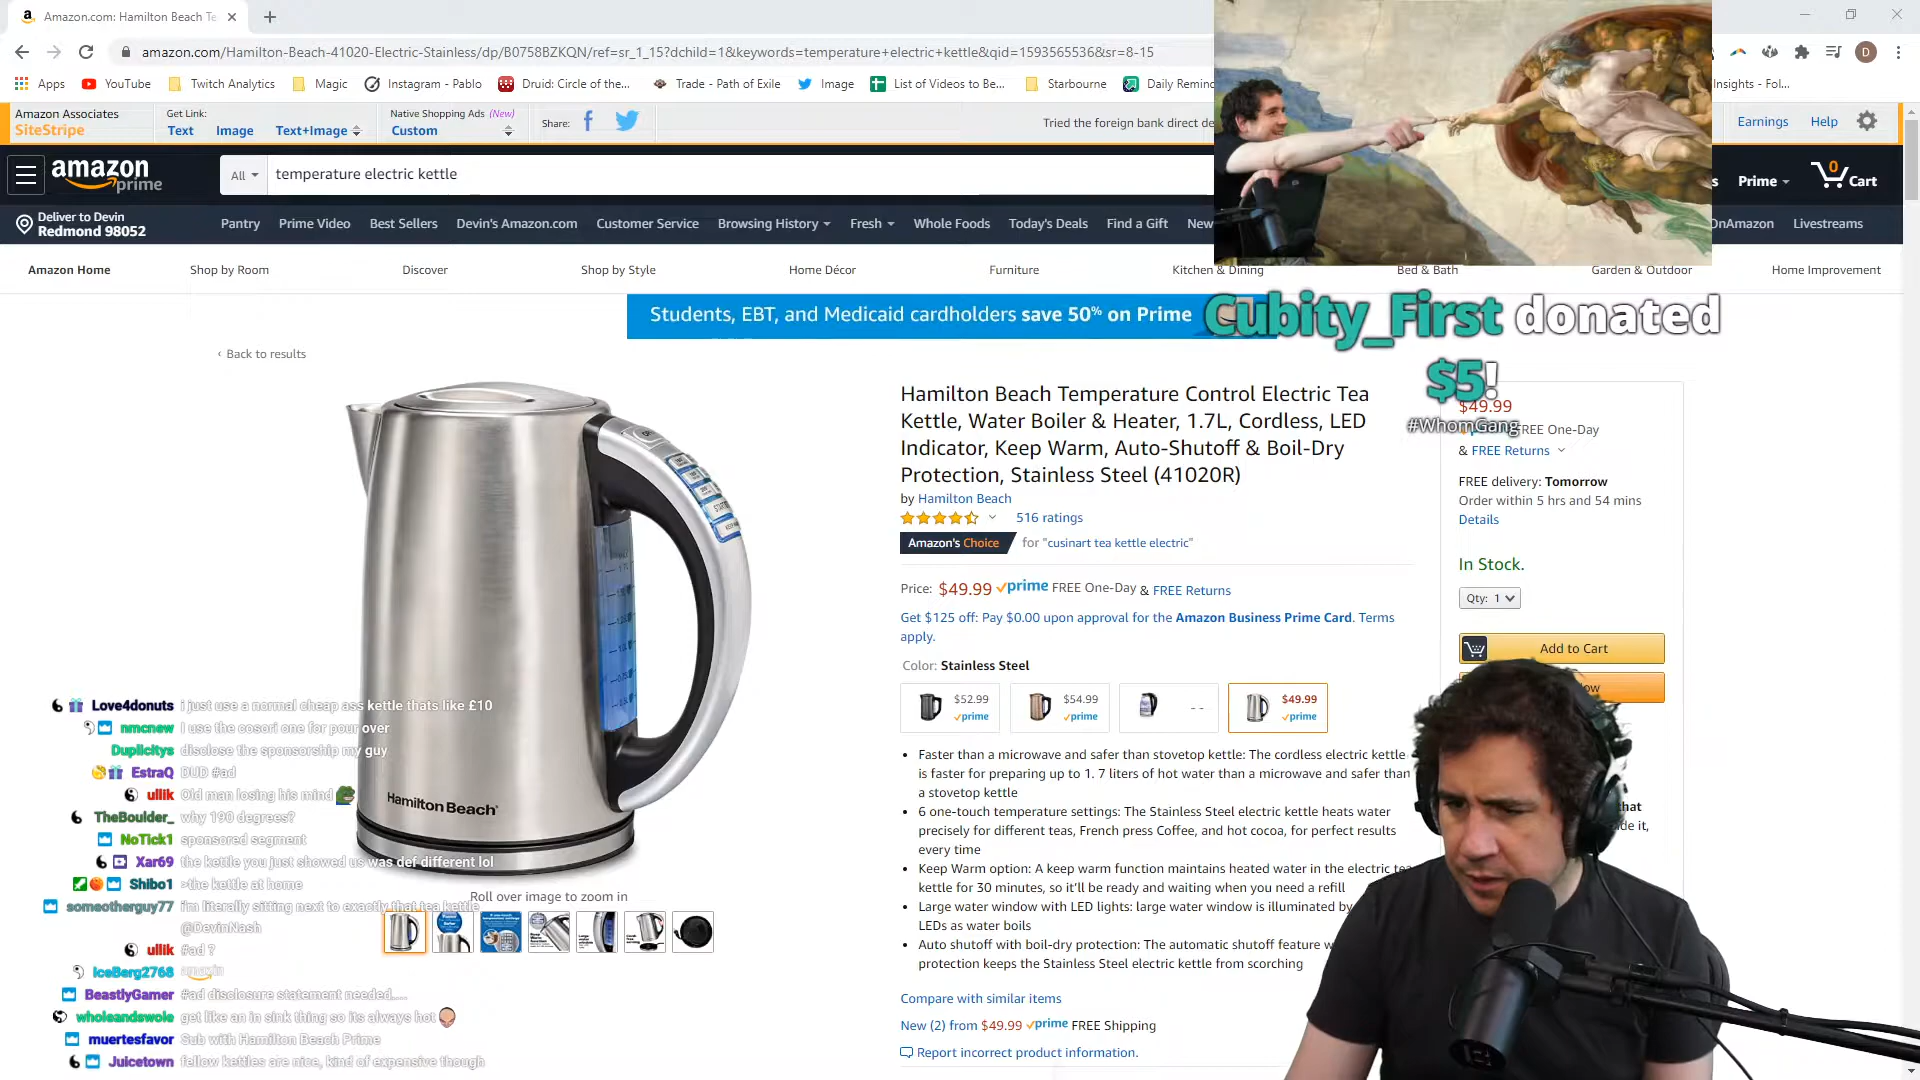 Amazon.com: Hamilton Beach Te
amazon.com/Hamilton-Beach-41020-Electric-Stainless/dp/B0758BZKQN/ref=sr_1_15?dchild=1&keywords=temperature+electric+kettle&qid=1593565536&sr=8-15
D
Apps
YouTube
Twitch Analytics
Magic
Instagram - Pablo
Druid: Circle of the...
Trade - Path of Exile
Image
List of Videos to Be...
Starbourne
Daily Remin
Insights - Fol...
Amazon Associates
SiteStripe
Get Link:
Text Image Text+Image
Native Shopping Ads (New)
Custom
Share:
Tried the foreign bank direct de
Earnings
Help
amazon prime
All
temperature electric kettle
s
Prime
0
Cart
Deliver to Devin
Redmond 98052
Pantry Prime Video Best Sellers Devin's Amazon.com Customer Service Browsing History Fresh Whole Foods Today's Deals Find a Gift New
OnAmazon Livestreams
Amazon Home Shop by Room Discover Shop by Style Home Décor Furniture Kitchen & Dining Bed & Bath Garden & Outdoor Home Improvement
Students, EBT, and Medicaid cardholders save 50% on Prime
Cubity_First donated
$5!
#WhomGang
‹ Back to results
Hamilton Beach Temperature Control Electric Tea
Kettle, Water Boiler & Heater, 1.7L, Cordless, LED
Indicator, Keep Warm, Auto-Shutoff & Boil-Dry
Protection, Stainless Steel (41020R)
by Hamilton Beach
516 ratings
Amazon's Choice for "cusinart tea kettle electric"
Price: $49.99 prime FREE One-Day & FREE Returns
Get $125 off: Pay $0.00 upon approval for the Amazon Business Prime Card. Terms
apply.
Color: Stainless Steel
$52.99
prime
$54.99
prime
- -
$49.99
prime
Faster than a microwave and safer than stovetop kettle: The cordless electric kettle
is faster for preparing up to 1. 7 liters of hot water than a microwave and safer than
a stovetop kettle
6 one-touch temperature settings: The Stainless Steel electric kettle heats water
precisely for different teas, French press Coffee, and hot cocoa, for perfect results
every time
Keep Warm option: A keep warm function maintains heated water in the electric tea
kettle for 30 minutes, so it'll be ready and waiting when you need a refill
Large water window with LED lights: large water window is illuminated by
LEDs as water boils
Auto shutoff with boil-dry protection: The automatic shutoff feature w
protection keeps the Stainless Steel electric kettle from scorching
Compare with similar items
New (2) from $49.99 prime FREE Shipping
Report incorrect product information.
$49.99
FREE One-Day
& FREE Returns
FREE delivery: Tomorrow
Order within 5 hrs and 54 mins
Details
In Stock.
Qty: 1
Add to Cart
ow
that
de it,
Hamilton Beach
Roll over image to zoom in
Love4donuts i just use a normal cheap ass kettle thats like £10
nmcnew I use the cosori one for pour over
Duplicitys disclose the sponsorship my guy
EstraQ DUD #ad
ullik Old man losing his mind
TheBoulder_ why 190 degrees?
NoTick1 sponsored segment
Xar69 the kettle you just showed us was def different lol
Shibo1 >the kettle at home
someotherguy77 i'm literally sitting next to exactly that tea kettle
@DevinNash
ullik #ad ?
IceBerg2768 amazin
BeastlyGamer #ad disclosure statement needed....
wholeandswole get like an in sink thing so its always hot
muertesfavor Sub with Hamilton Beach Prime
Juicetown fellow kettles are nice, kind of expensive though